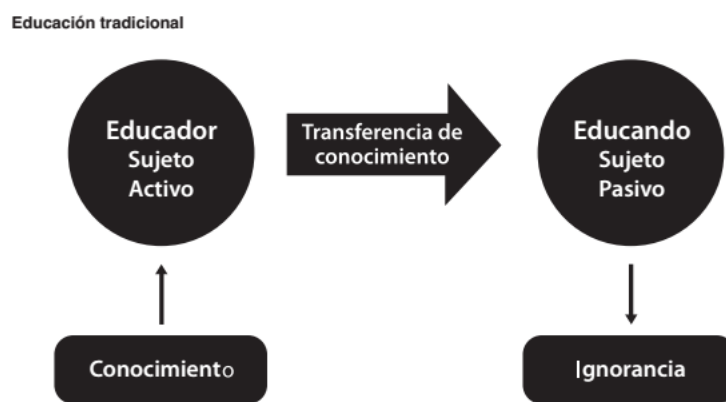 Educación tradicional
Educador
Sujeto
Activo
Transferencia de
conocimiento
Educando
Sujeto
Pasivo
Conocimiento
Ignorancia